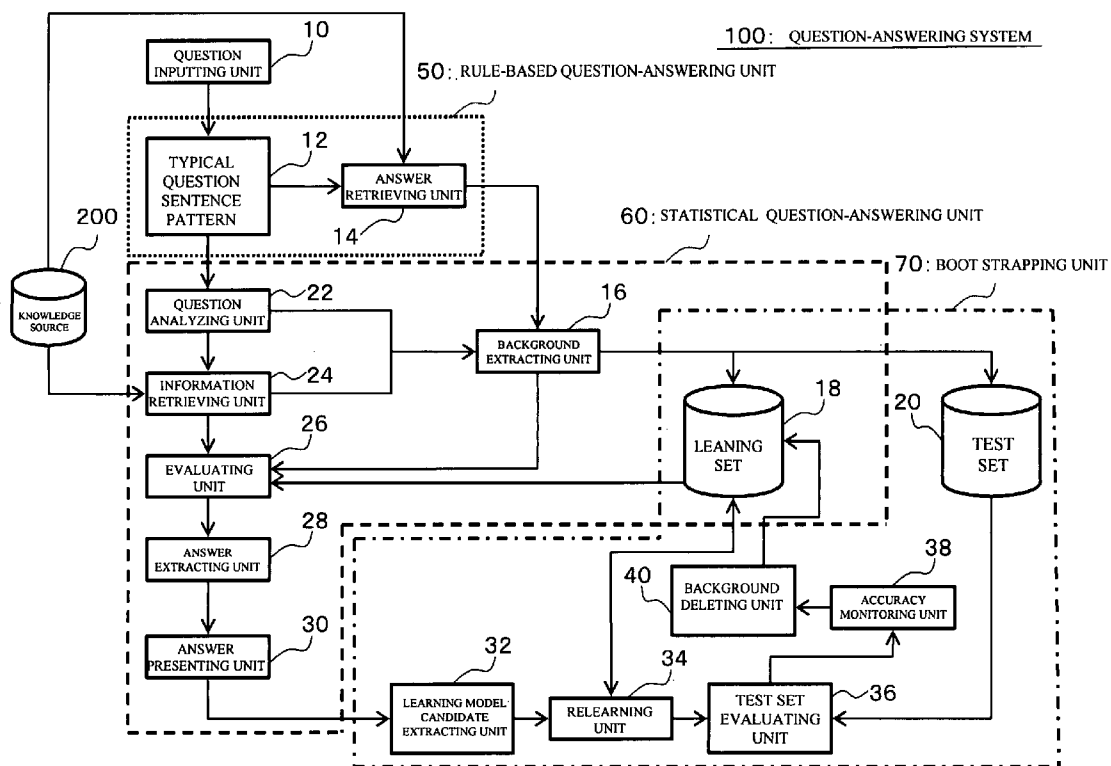 100: QUESTION-ANSWERING SYSTEM
10
QUESTION
INPUTTING UNIT
50: RULE-BASED QUESTION-ANSWERING UNIT
12
TYPICAL
QUESTION
SENTENCE
PATTERN
ANSWER
RETRIEVING UNIT
14
200
KNOWLEDGE
SOURCE
60: STATISTICAL QUESTION-ANSWERING UNIT
70: BOOT STRAPPING UNIT
22
QUESTION
ANALYZING UNIT
16
BACKGROUND
EXTRACTING UNIT
24
INFORMATION
RETRIEVING UNIT
18
LEANING
SET
20
TEST
SET
26
EVALUATING
UNIT
28
ANSWER
EXTRACTING UNIT
40
BACKGROUND
DELETING UNIT
38
ACCURACY
MONITORING UNIT
30
ANSWER
PRESENTING UNIT
32
LEARNING MODEL
CANDIDATE
EXTRACTING UNIT
34
RELEARNING
UNIT
TEST SET
EVALUATING
UNIT
36